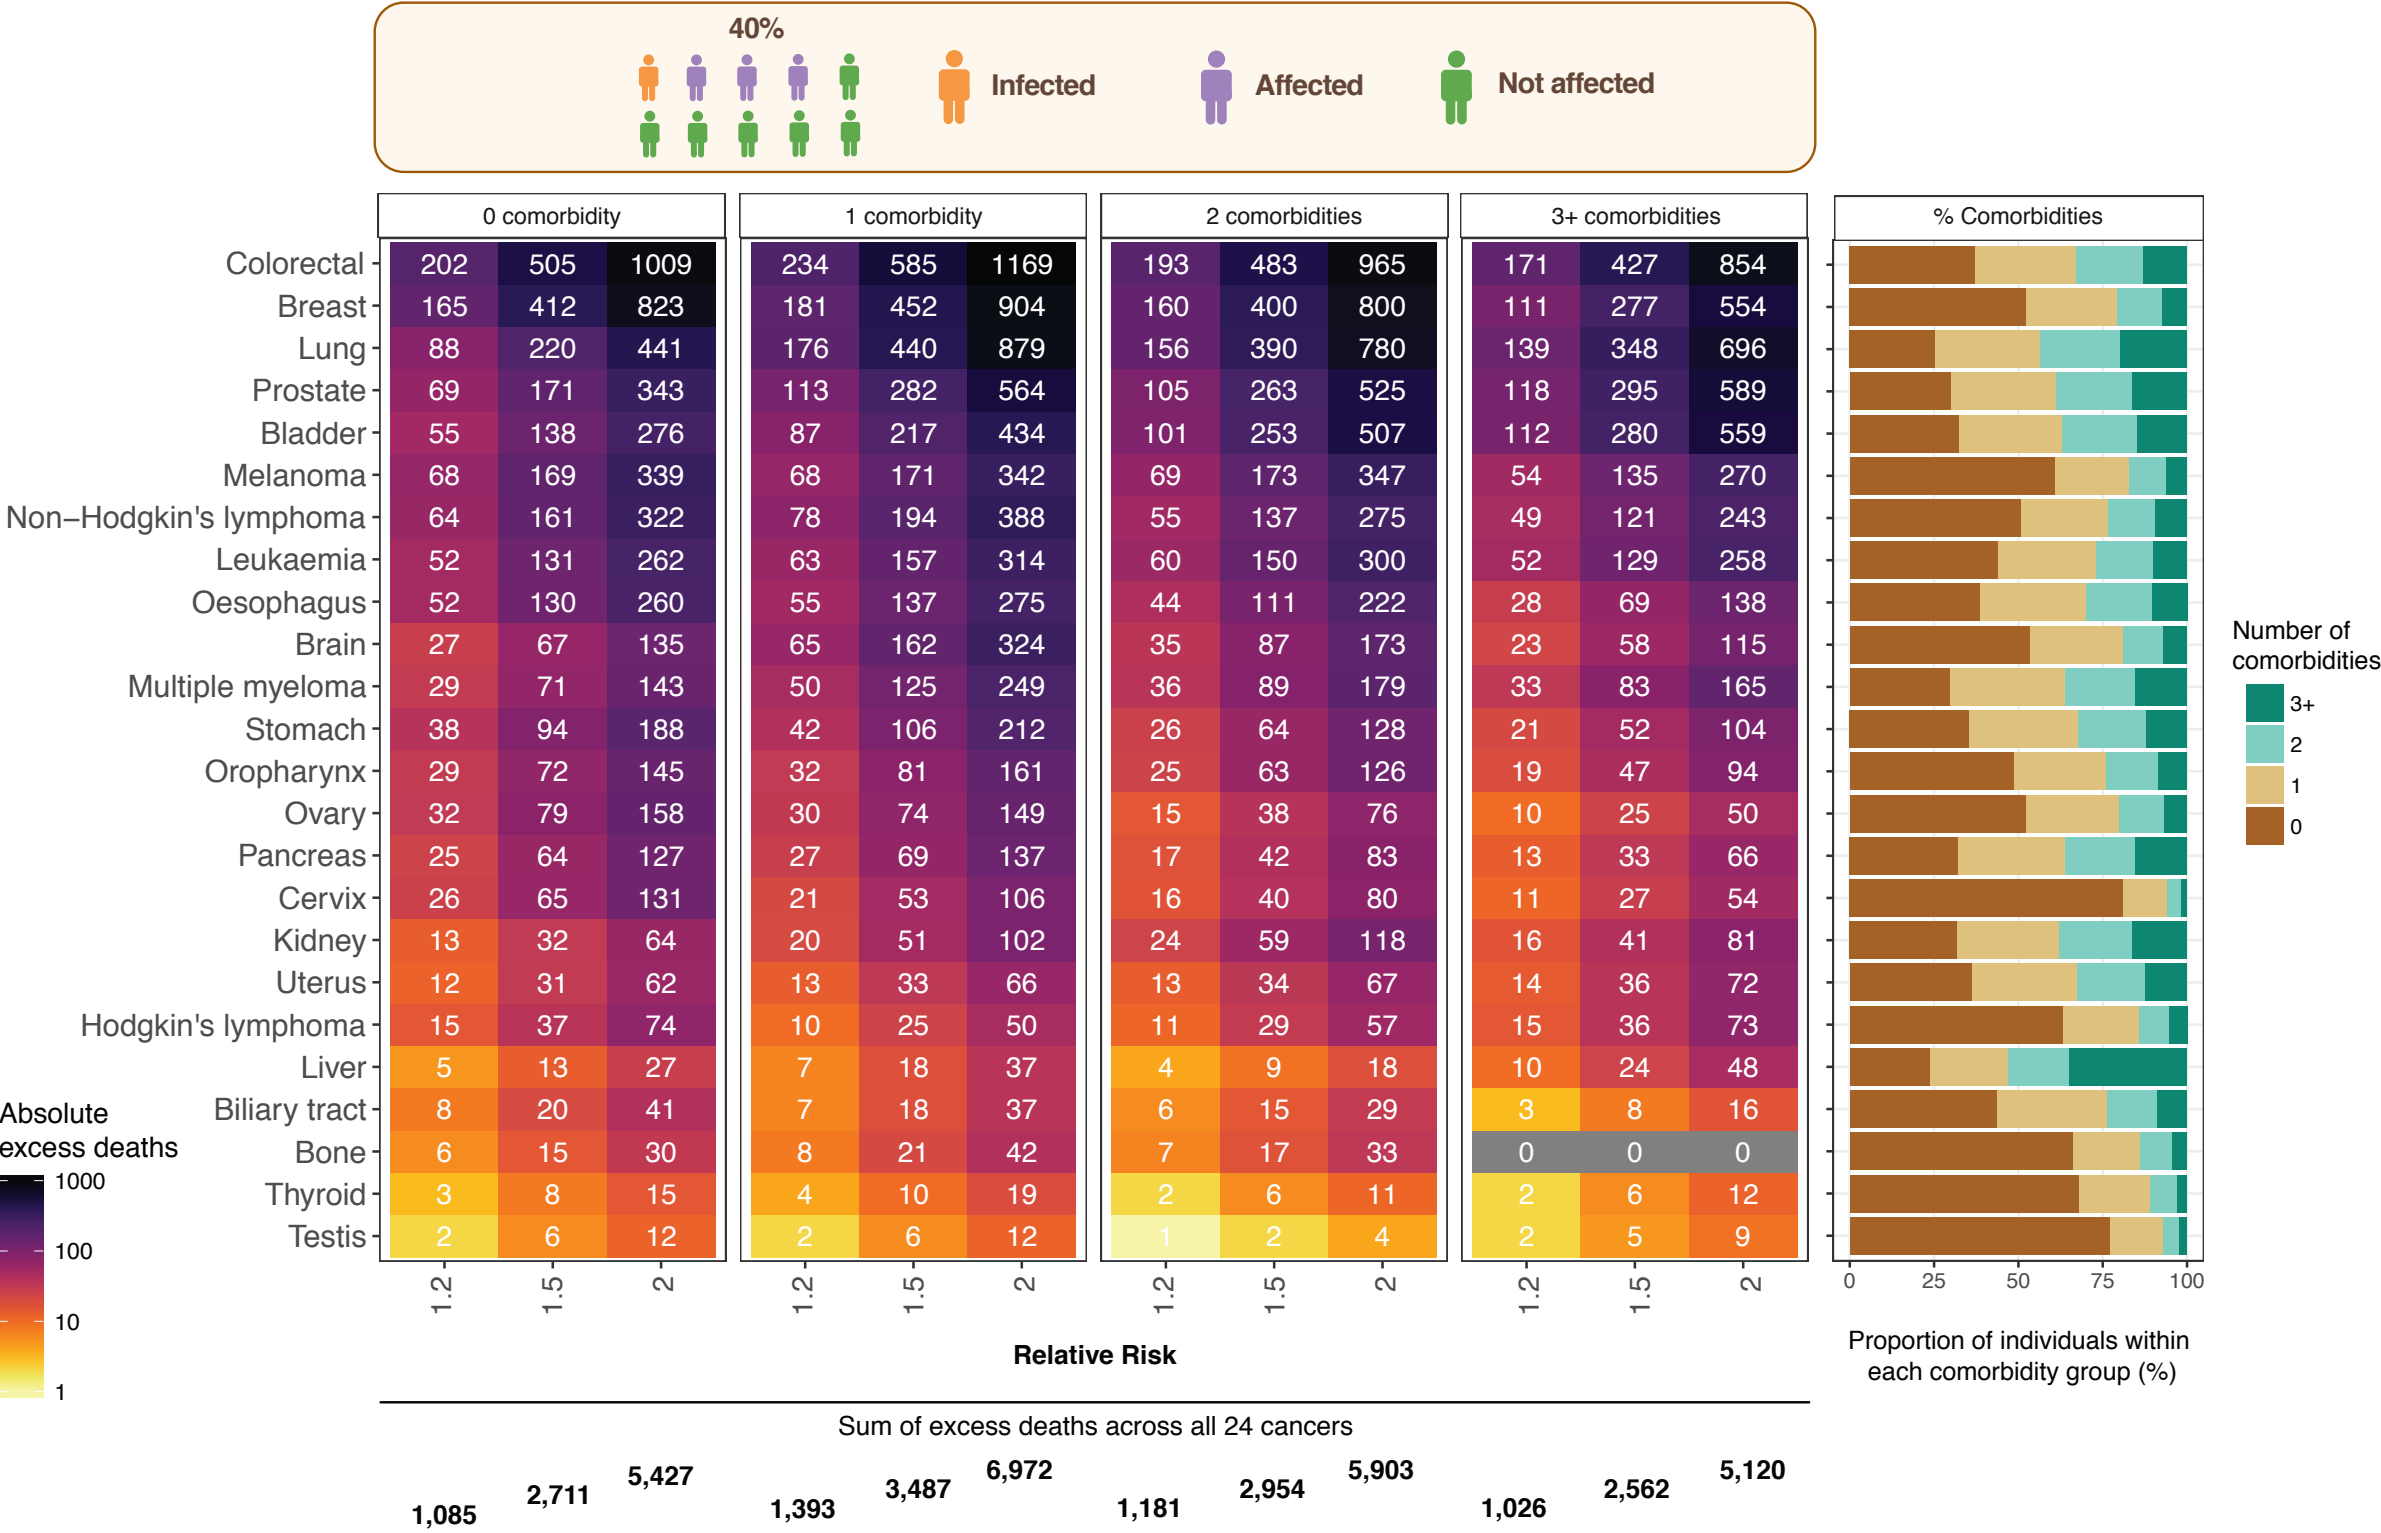 40%
Infected
Affected
Not affected
0 comorbidity
1 comorbidity
2 comorbidities
3+ comorbidities
% Comorbidities
Colorectal 202 505 1009 234 585 1169 193 483 965 171 427 854
Breast 165 412 823 181 452 904 160 400 800 111 277 554
Lung 88 220 441 176 440 879 156 390 780 139 348 696
Prostate 69 171 343 113 282 564 105 263 525 118 295 589
Bladder 55 138 276 87 217 434 101 253 507 112 280 559
Melanoma 68 169 339 68 171 342 69 173 347 54 135 270
Non−Hodgkin's lymphoma 64 161 322 78 194 388 55 137 275 49 121 243
Leukaemia 52 131 262 63 157 314 60 150 300 52 129 258
Oesophagus 52 130 260 55 137 275 44 111 222 28 69 138
Brain 27 67 135 65 162 324 35 87 173 23 58 115
Multiple myeloma 29 71 143 50 125 249 36 89 179 33 83 165
Stomach 38 94 188 42 106 212 26 64 128 21 52 104
Oropharynx 29 72 145 32 81 161 25 63 126 19 47 94
Ovary 32 79 158 30 74 149 15 38 76 10 25 50
Pancreas 25 64 127 27 69 137 17 42 83 13 33 66
Cervix 26 65 131 21 53 106 16 40 80 11 27 54
Kidney 13 32 64 20 51 102 24 59 118 16 41 81
Uterus 12 31 62 13 33 66 13 34 67 14 36 72
Hodgkin's lymphoma 15 37 74 10 25 50 11 29 57 15 36 73
Liver 5 13 27 7 18 37 4 9 18 10 24 48
Biliary tract 8 20 41 7 18 37 6 15 29 3 8 16
Bone 6 15 30 8 21 42 7 17 33 0 0 0
Thyroid 3 8 15 4 10 19 2 6 11 2 6 12
Testis 2 6 12 2 6 12 1 2 4 2 5 9
1.2 1.5 2 1.2 1.5 2 1.2 1.5 2 1.2 1.5 2
0 25 50 75 100
Relative Risk
Proportion of individuals within
each comorbidity group (%)
Number of
comorbidities
3+
2
1
0
Absolute
excess deaths
1000
100
10
1
Sum of excess deaths across all 24 cancers
1,085 2,711 5,427 1,393 3,487 6,972 1,181 2,954 5,903 1,026 2,562 5,120